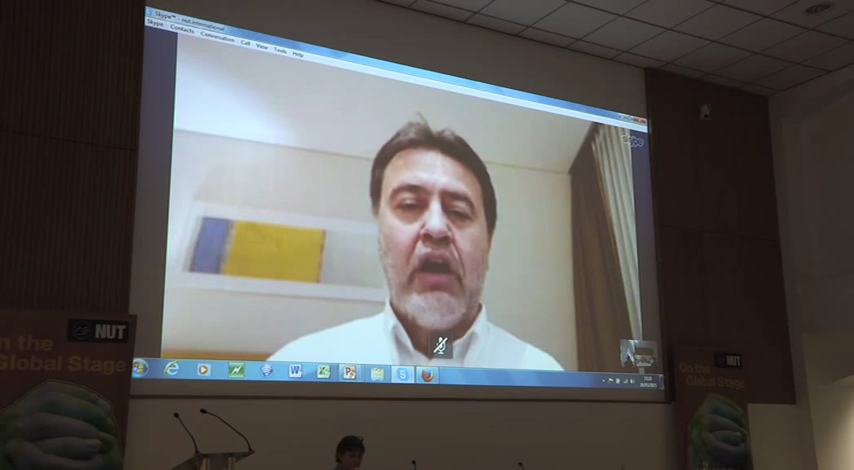 Skype™ - nut.international
Skype Contacts Conversation Call View Tools Help
skype
NUT
On the
Global Stage
NUT
On the
Global Stage